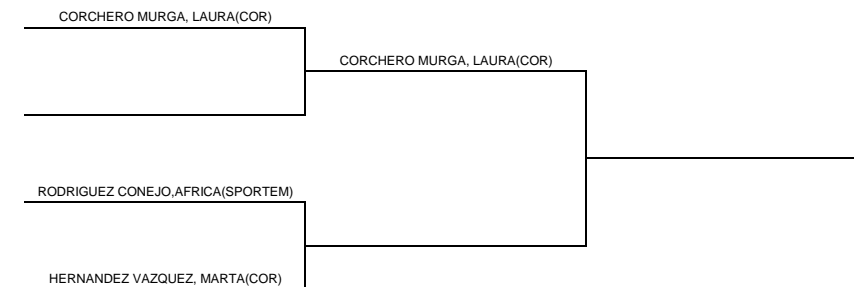 CORCHERO MURGA, LAURA(COR)
CORCHERO MURGA, LAURA(COR)
RODRIGUEZ CONEJO,AFRICA(SPORTEM)
HERNANDEZ VAZQUEZ, MARTA(COR)